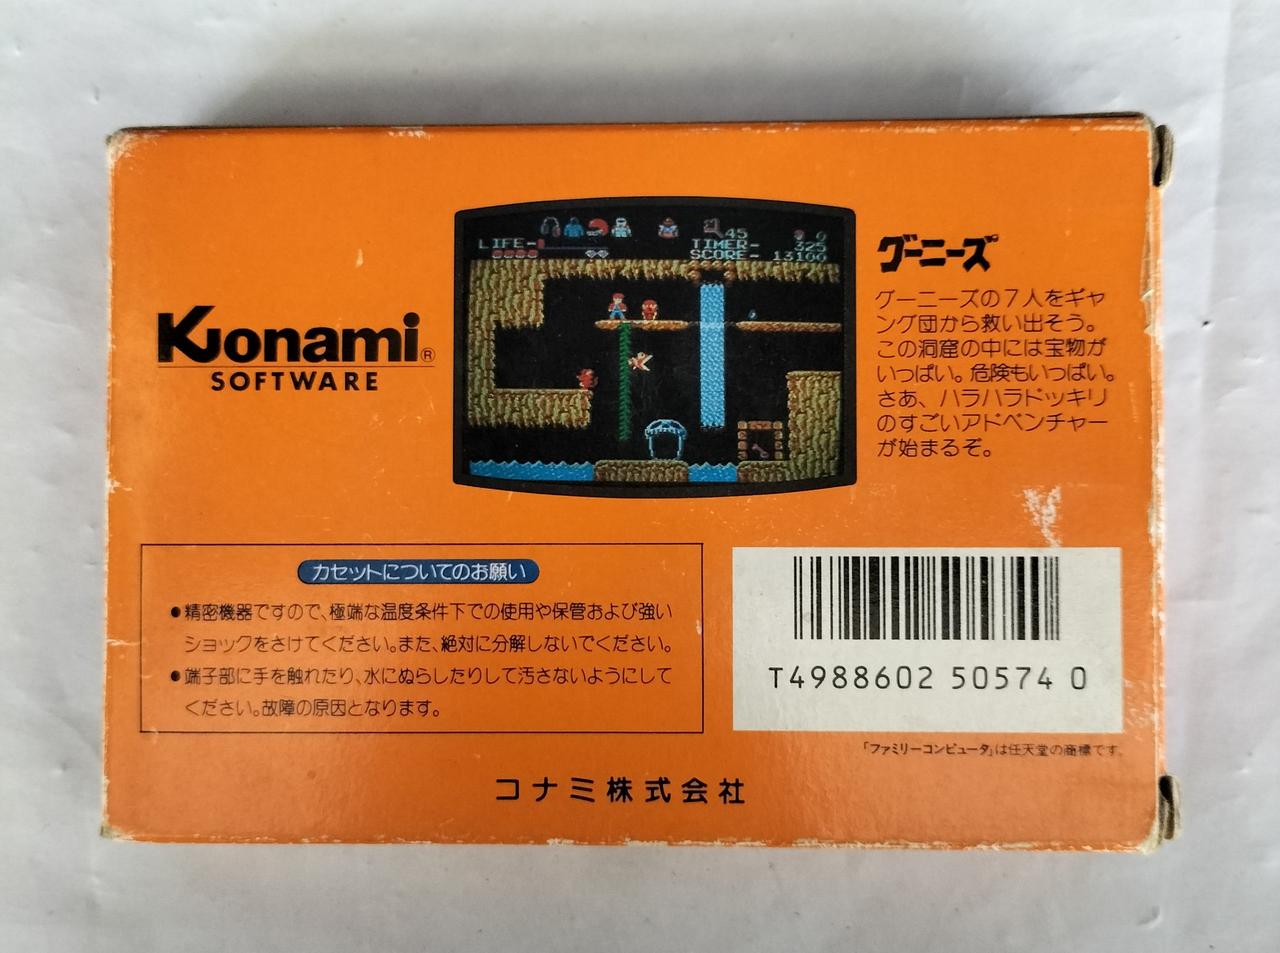 Konami®
SOFTWARE
LIFE-
45
0
TIMER- 325
SCORE- 13100
グーニーズ
グーニーズの7人をギャ
ング団から救い出そう。
この洞窟の中には宝物が
いっぱい。危険もいっぱい。
さあ、ハラハラドッキリ
のすごいアドベンチャー
が始まるぞ。
カセットについてのお願い
●精密機器ですので、極端な温度条件下での使用や保管および強い
ショックをさけてください。また、絶対に分解しないでください。
●端子部に手を触れたり、水にぬらしたりして汚さないようにして
ください。故障の原因となります。
T4988602 50574 0
「ファミリーコンピュータ」は任天堂の商標です。
コナミ株式会社